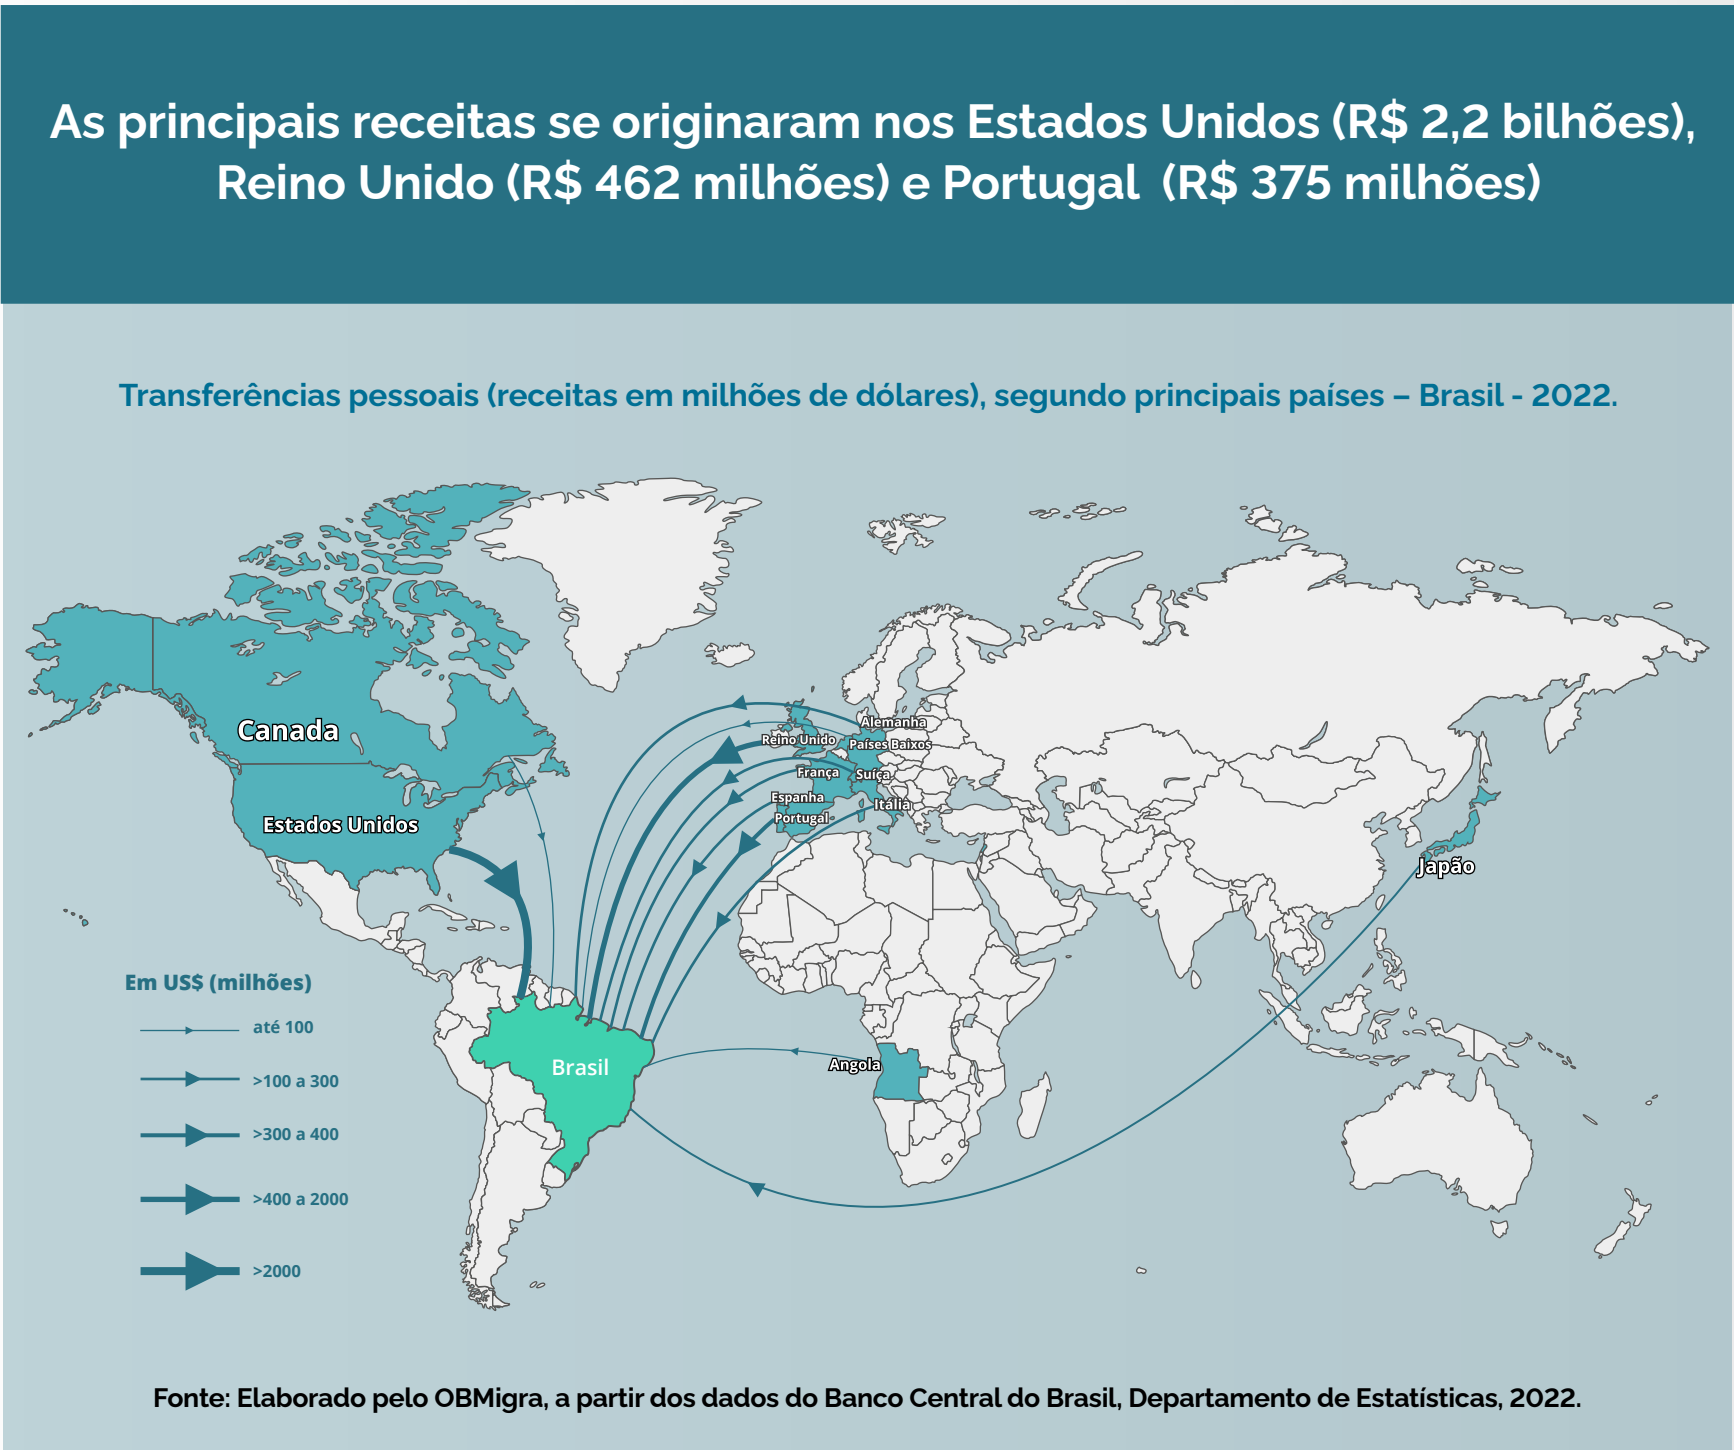 As principais receitas se originaram nos Estados Unidos (R$ 2,2 bilhões),
Reino Unido (R$ 462 milhões) e Portugal (R$ 375 milhões)
Transferências pessoais (receitas em milhões de dólares), segundo principais países – Brasil - 2022.
Canada
Estados Unidos
Alemanha
Reino Unido
Países Baixos
França
Suíça
Espanha
Itália
Portugal
Japão
Brasil
Angola
Em US$ (milhões)
até 100
>100 a 300
>300 a 400
>400 a 2000
>2000
Fonte: Elaborado pelo OBMigra, a partir dos dados do Banco Central do Brasil, Departamento de Estatísticas, 2022.